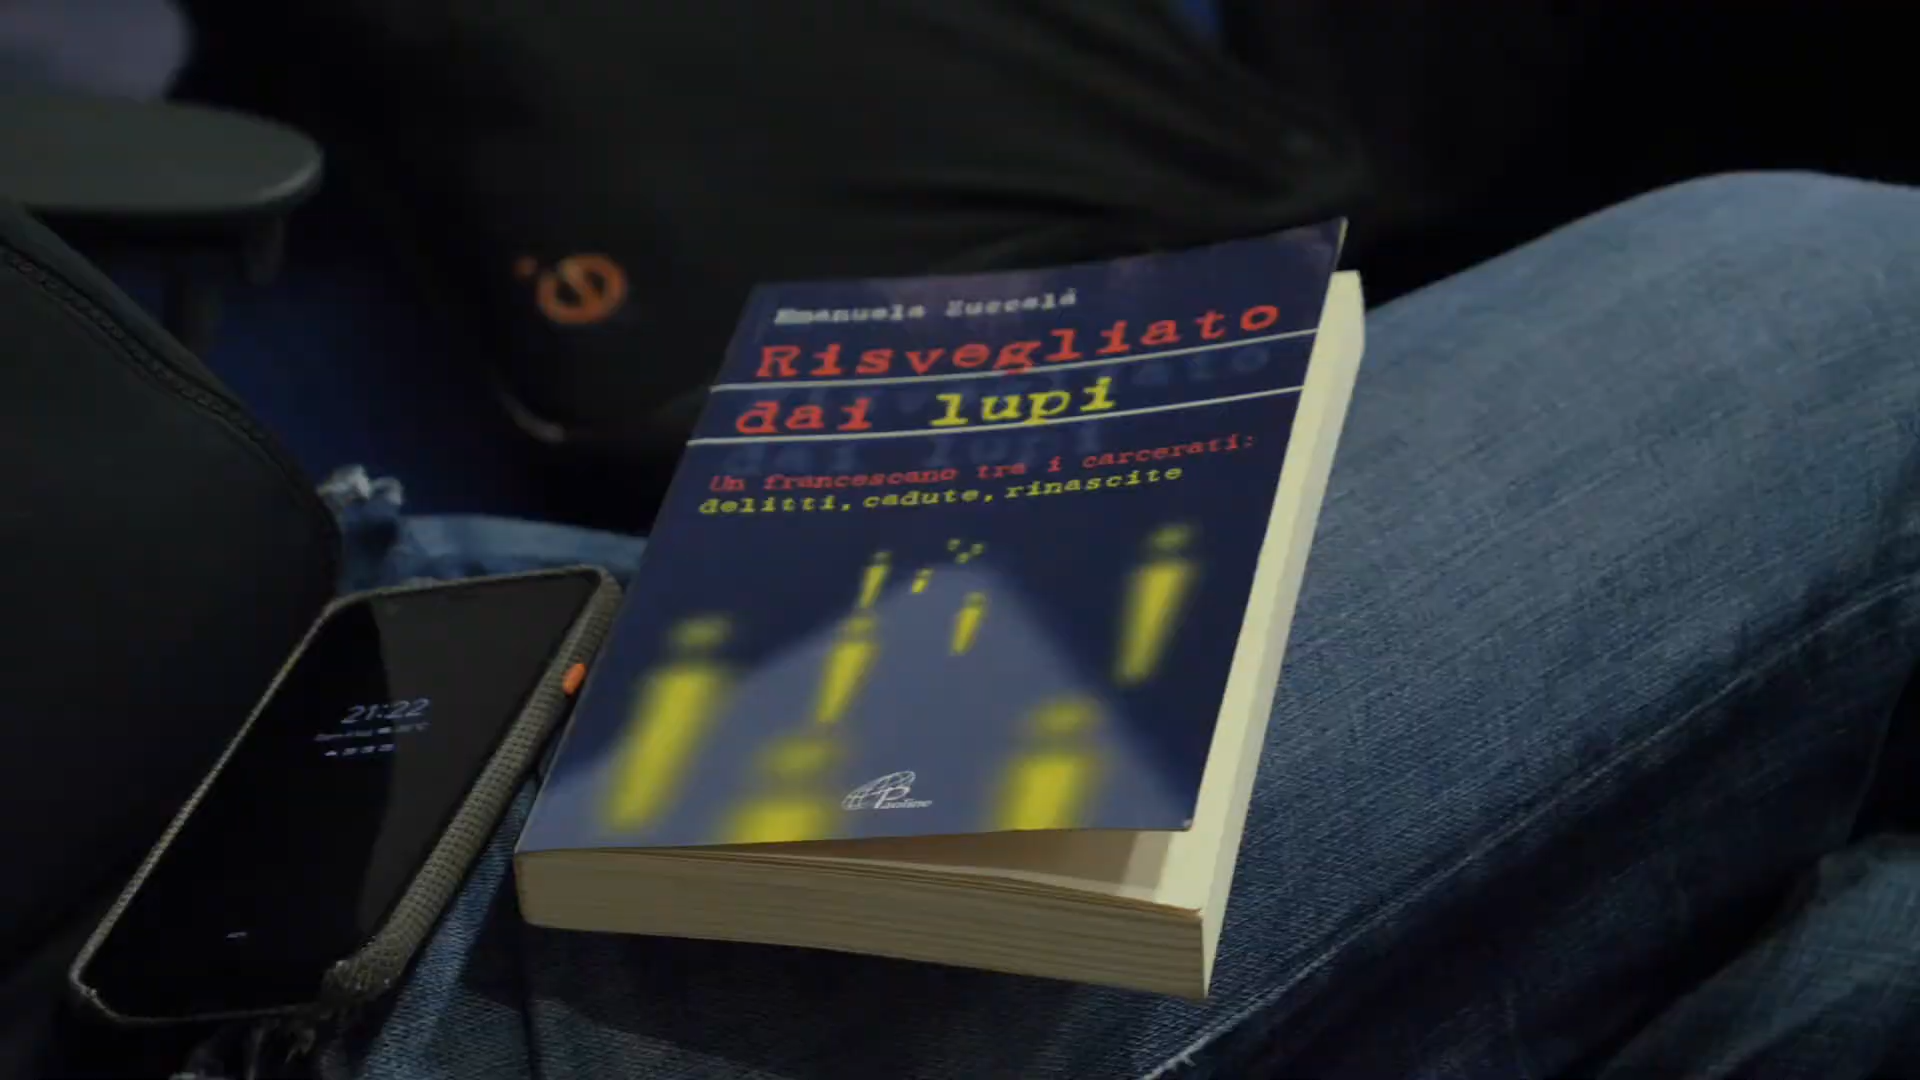 Emanuela Zuccalà
Risvegliato
dai lupi
Un francescano tra i carcerati:
delitti, cadute, rinascite
Paoline
21:22